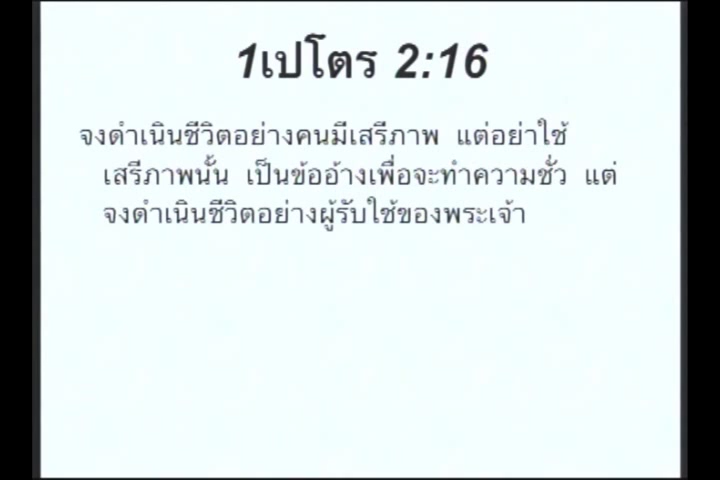 1เปโตร 2:16
จงดำเนินชีวิตอย่างคนมีเสรีภาพ แต่อย่าใช้
เสรีภาพนั้น เป็นข้ออ้างเพื่อจะทำความชั่ว แต่
จงดำเนินชีวิตอย่างผู้รับใช้ของพระเจ้า